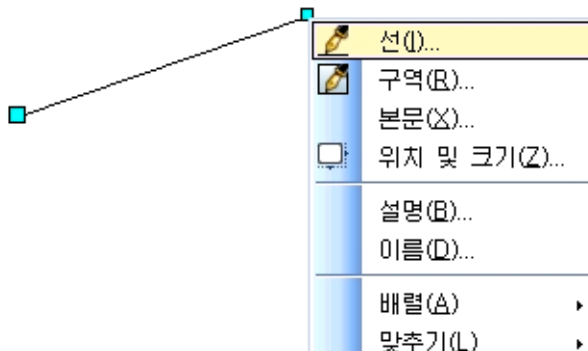 선(I)...
구역(R)...
본문(X)...
위치 및 크기(Z)...
설명(B)...
이름(D)...
배렬(A)
맞추기(L)